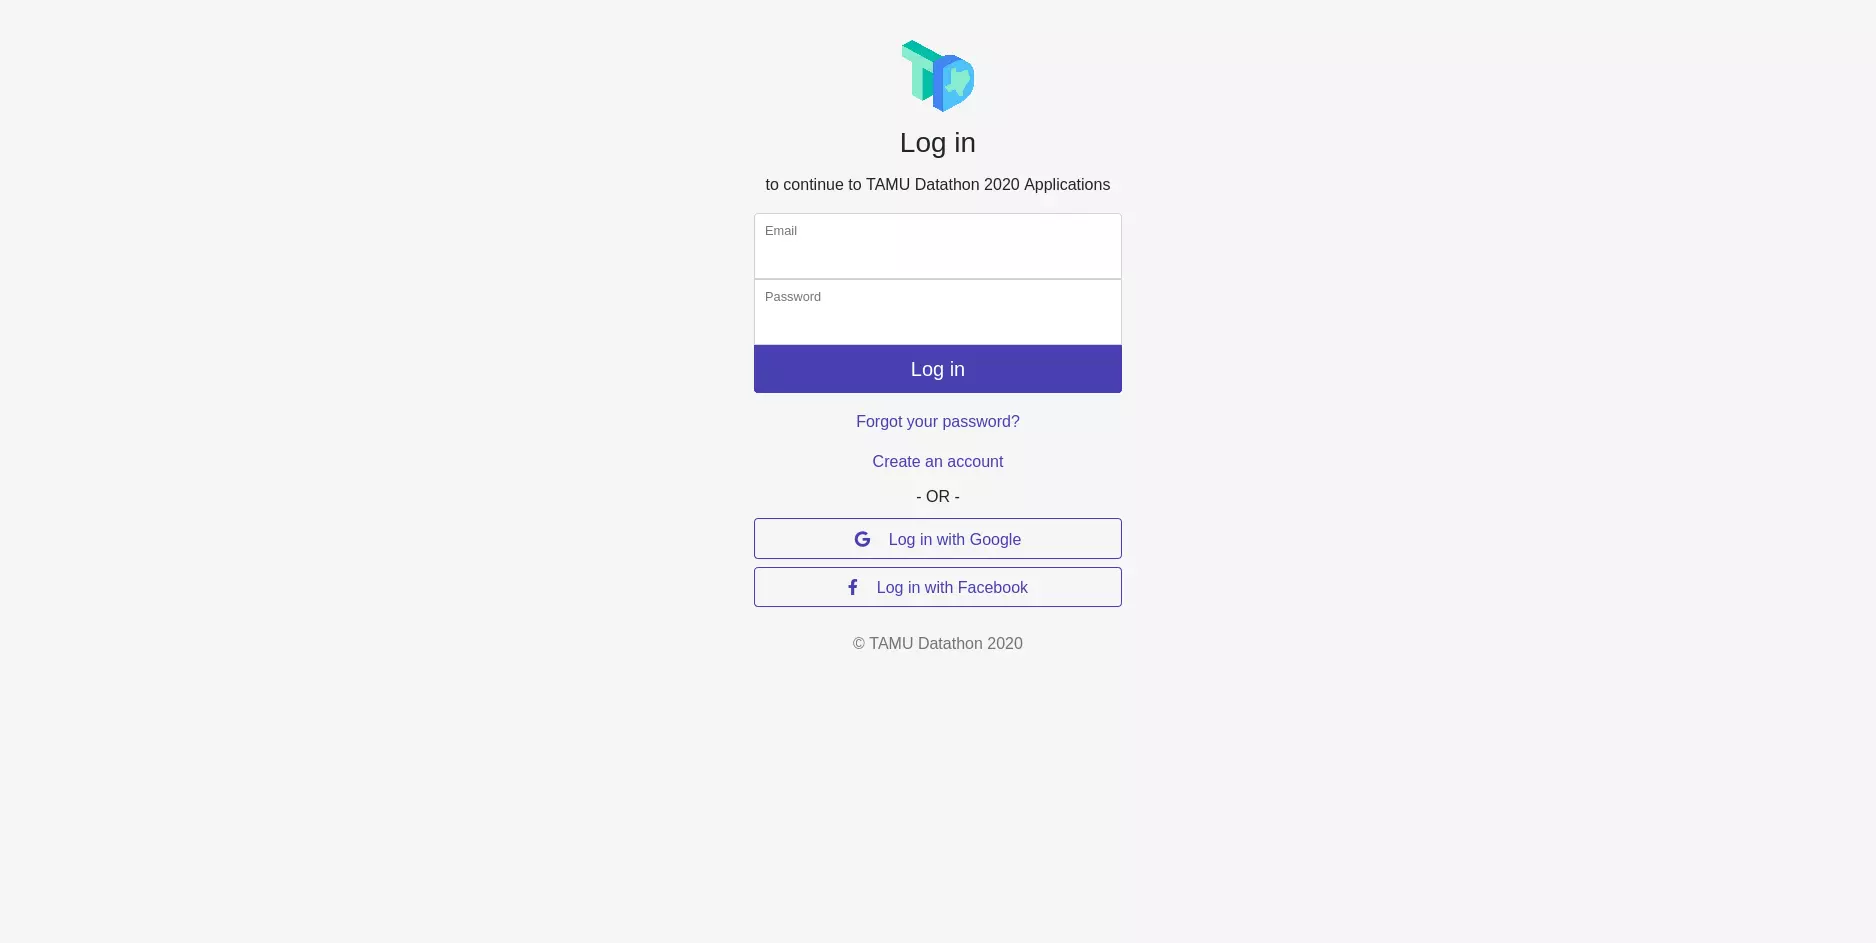 Log in
to continue to TAMU Datathon 2020 Applications
Email
Password
Log in
Forgot your password?
Create an account
- OR -
Log in with Google
Log in with Facebook
© TAMU Datathon 2020